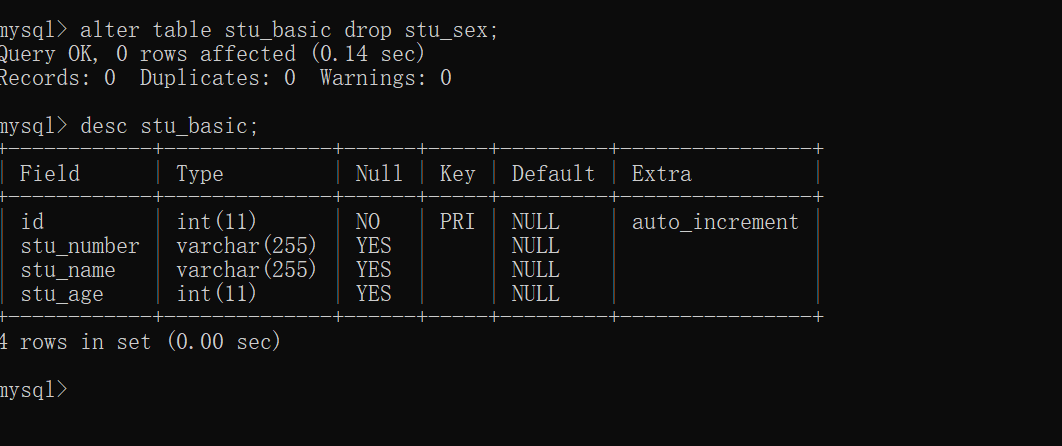 mysql> alter table stu_basic drop stu_sex;
Query OK, 0 rows affected (0.14 sec)
Records: 0  Duplicates: 0  Warnings: 0
mysql> desc stu_basic;
+------------+--------------+------+-----+---------+----------------+
| Field      | Type         | Null | Key | Default | Extra          |
+------------+--------------+------+-----+---------+----------------+
| id         | int(11)      | NO   | PRI | NULL    | auto_increment |
| stu_number | varchar(255) | YES  |     | NULL    |                |
| stu_name   | varchar(255) | YES  |     | NULL    |                |
| stu_age    | int(11)      | YES  |     | NULL    |                |
+------------+--------------+------+-----+---------+----------------+
4 rows in set (0.00 sec)
mysql>